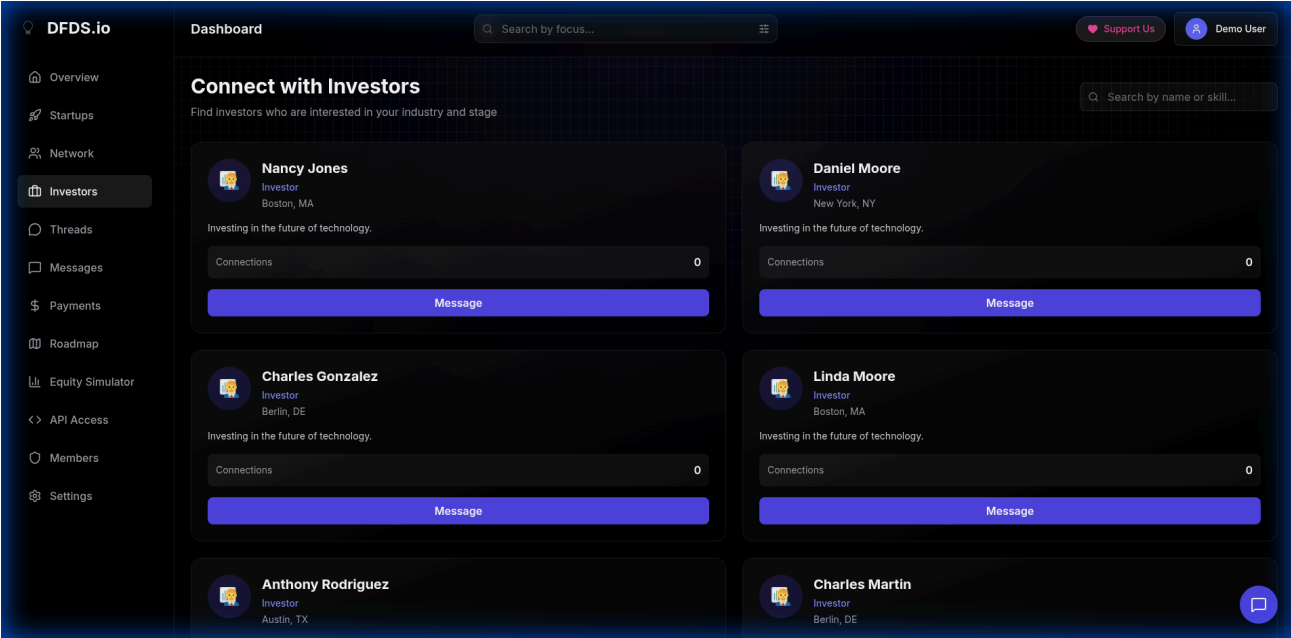 DFDS.io
Dashboard
Search by focus...
Support Us
Demo User
Overview
Startups
Network
Investors
Threads
Messages
Payments
Roadmap
Equity Simulator
API Access
Members
Settings
Connect with Investors
Find investors who are interested in your industry and stage
Search by name or skill...
Nancy Jones
Investor
Boston, MA
Investing in the future of technology.
Connections 0
Message
Daniel Moore
Investor
New York, NY
Investing in the future of technology.
Connections 0
Message
Charles Gonzalez
Investor
Berlin, DE
Investing in the future of technology.
Connections 0
Message
Linda Moore
Investor
Boston, MA
Investing in the future of technology.
Connections 0
Message
Anthony Rodriguez
Investor
Austin, TX
Charles Martin
Investor
Berlin, DE